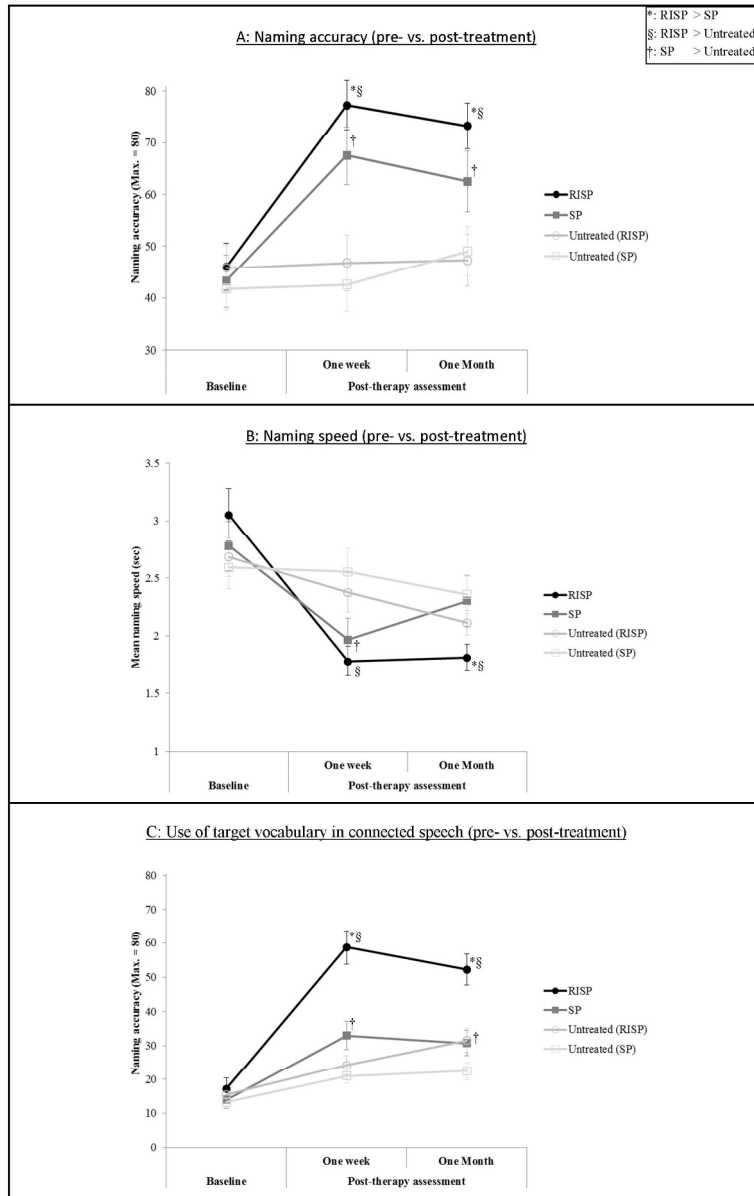 *: RISP > SP
§: RISP > Untreated
†: SP > Untreated
A: Naming accuracy (pre- vs. post-treatment)
Naming accuracy (Max. = 80)
80
70
60
50
40
30
*§
*§
†
†
RISP
SP
Untreated (RISP)
Untreated (SP)
One week
One Month
Baseline
Post-therapy assessment
B: Naming speed (pre- vs. post-treatment)
Mean naming speed (sec)
3.5
3
2.5
2
1.5
1
†
§
*§
RISP
SP
Untreated (RISP)
Untreated (SP)
One week
One Month
Baseline
Post-therapy assessment
C: Use of target vocabulary in connected speech (pre- vs. post-treatment)
Naming accuracy (Max. = 80)
80
70
60
50
40
30
20
10
0
*§
*§
†
†
RISP
SP
Untreated (RISP)
Untreated (SP)
One week
One Month
Baseline
Post-therapy assessment